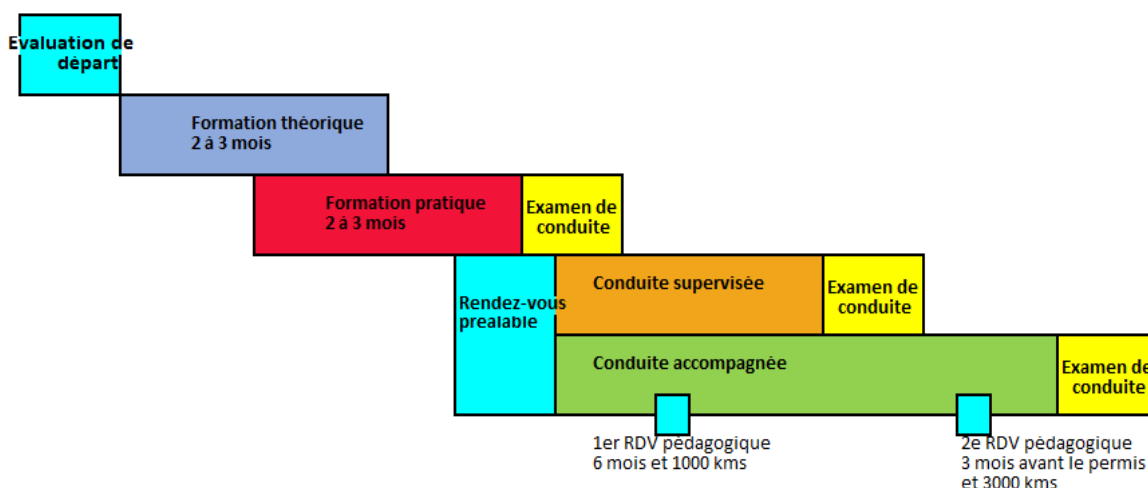 Evaluation de
départ
Formation théorique
2 à 3 mois
Formation pratique
2 à 3 mois
Examen de
conduite
Rendez-vous
préalable
Conduite supervisée
Examen de
conduite
Conduite accompagnée
Examen de
conduite
1er RDV pédagogique
6 mois et 1000 kms
2e RDV pédagogique
3 mois avant le permis
et 3000 kms